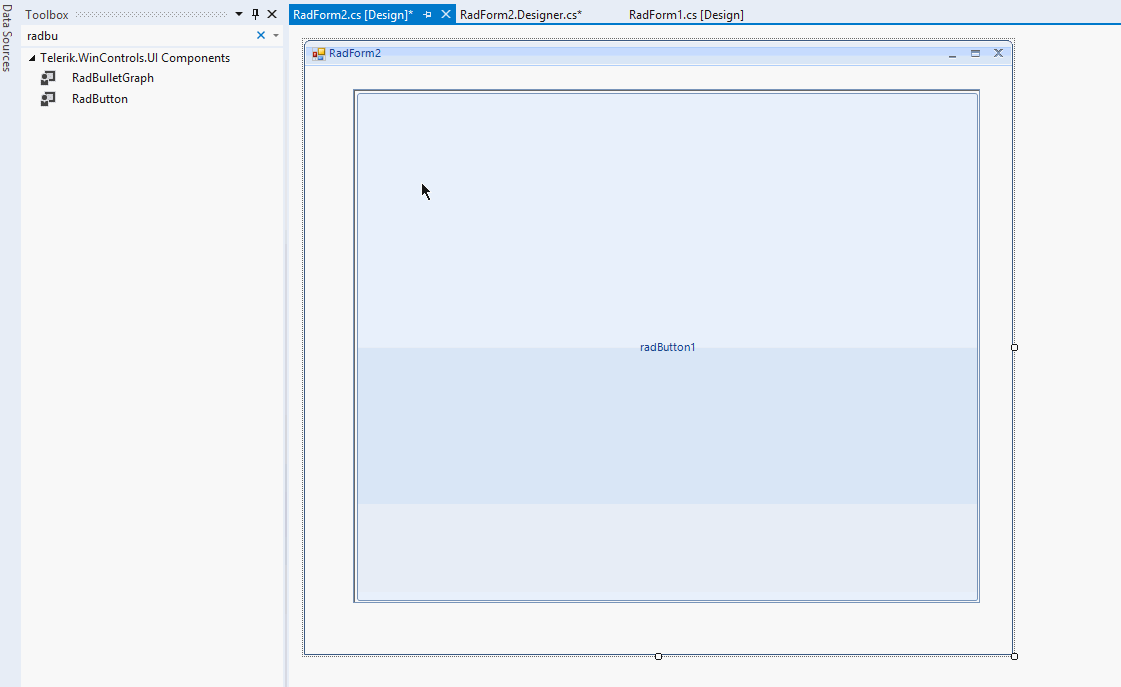 Data Sources
Toolbox
radbu
Telerik.WinControls.UI Components
RadBulletGraph
RadButton
RadForm2.cs [Design]*
RadForm2.Designer.cs*
RadForm1.cs [Design]
RadForm2
radButton1